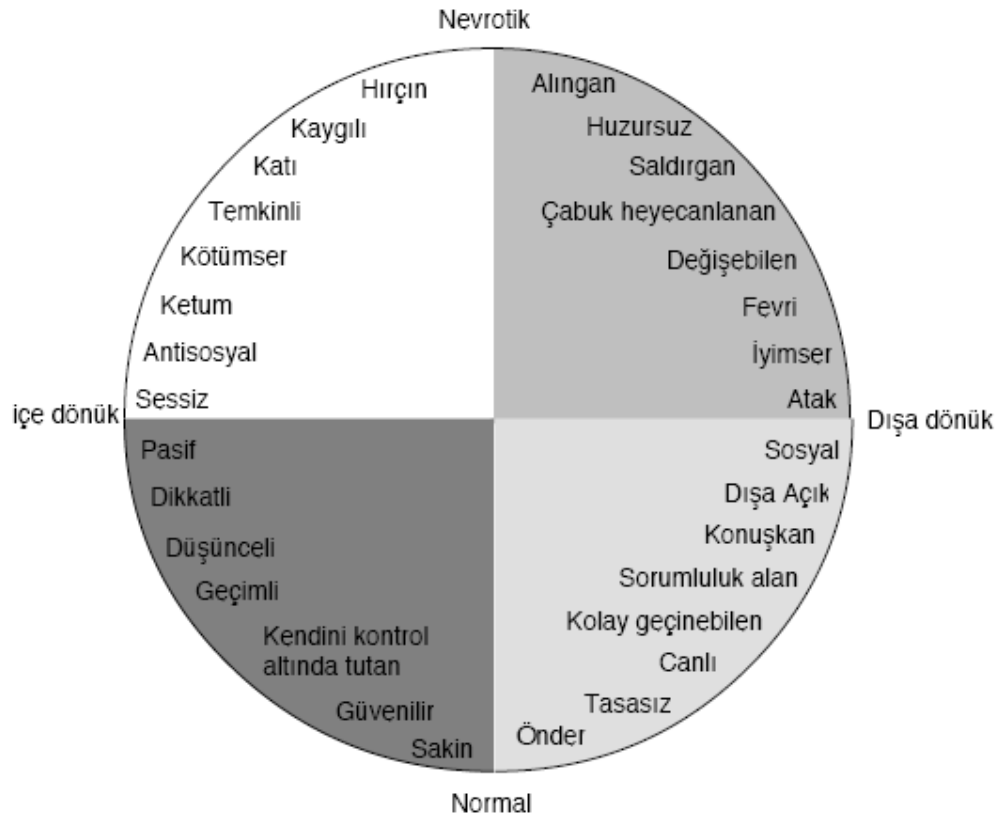 Nevrotik
Hırçın
Kaygılı
Katı
Temkinli
Kötümser
Ketum
Antisosyal
Sessiz
Alıngan
Huzursuz
Saldırgan
Çabuk heyecanlanan
Değişebilen
Fevri
İyimser
Atak
içe dönük
Dışa dönük
Pasif
Dikkatli
Düşünceli
Geçimli
Kendini kontrol
altında tutan
Güvenilir
Sakin
Sosyal
Dışa Açık
Konuşkan
Sorumluluk alan
Kolay geçinebilen
Canlı
Tasasız
Önder
Normal